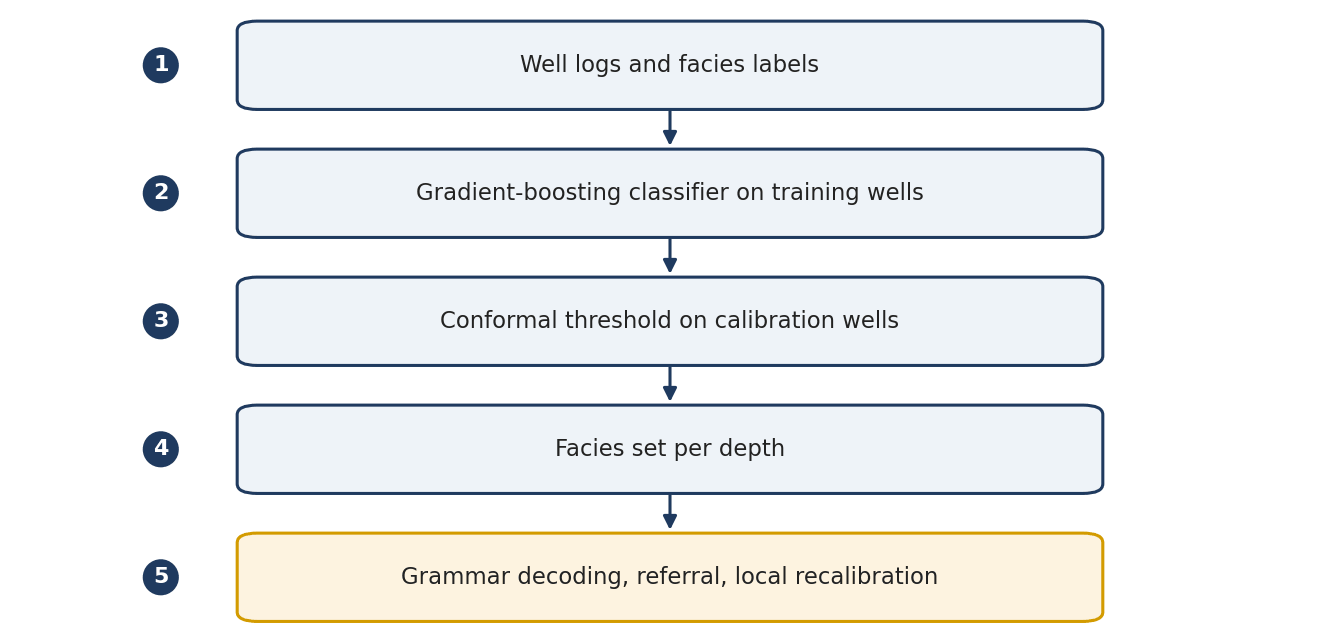 1 Well logs and facies labels
2 Gradient-boosting classifier on training wells
3 Conformal threshold on calibration wells
4 Facies set per depth
5 Grammar decoding, referral, local recalibration